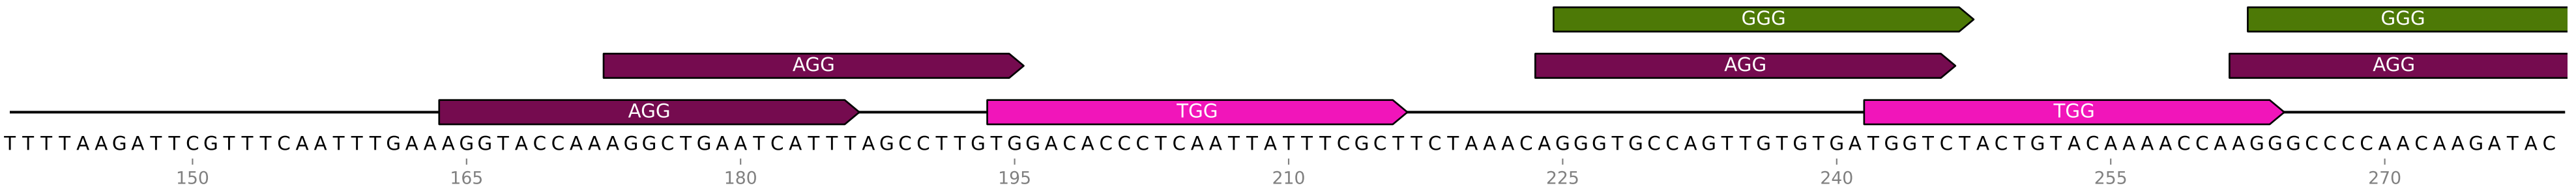 GGG GGG
AGG AGG AGG
AGG TGG TGG
TTTTAAGATTCGTTTCAATTTGAAAGGTACCAAAGGCTGAATCATTTAGCCTTGTGGACACCCTCAATTATTTCGCTTCTAAACAGGGTGCCAGTTGTGTGATGGTCTACTGTACAAAACCAAGGGCCCCAACAAGATAC
150 165 180 195 210 225 240 255 270